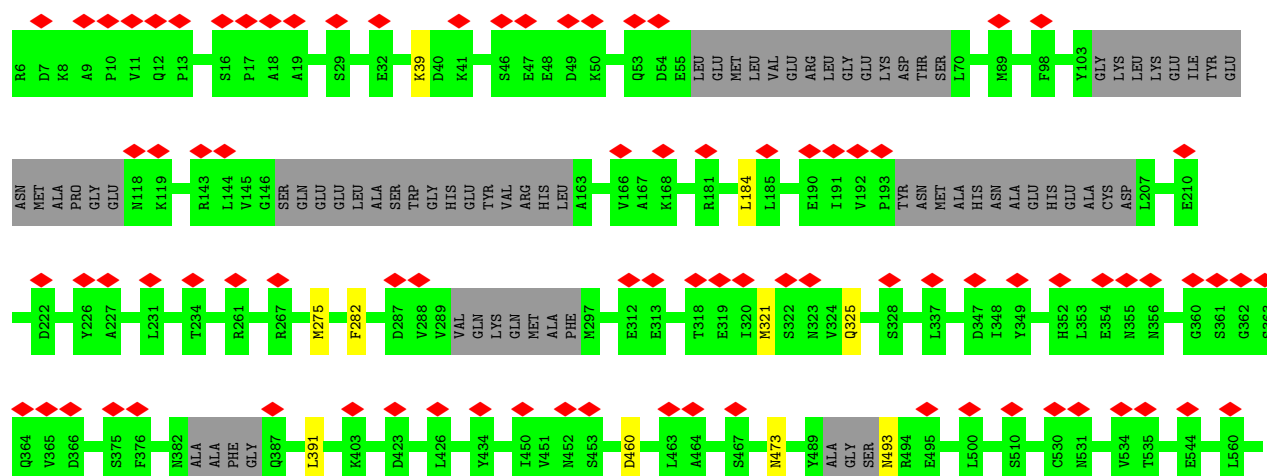 R6 D7 K8 A9 P10 V11 Q12 P13 S16 P17 A18 A19 S29 E32 K39 D40 K41 S46 E47 E48 D49 K50 Q53 D54 E55 LEU GLU MET LEU VAL GLU ARG LEU GLY GLU LYS ASP THR SER L70 M89 F98 Y103 GLY LYS LEU LYS GLU ILE TYR GLU
ASN MET ALA PRO GLY GLU N118 K119 R143 L144 V145 G146 SER GLN GLU GLU LEU ALA SER TRP GLY HIS GLU TYR VAL ARG HIS LEU A163 V166 A167 K168 R181 L184 L185 E190 I191 V192 P193 TYR ASN MET ALA HIS ASN ALA GLU HIS GLU ALA CYS ASP L207 E210
D222 Y226 A227 L231 T234 R261 R267 M275 F282 D287 V288 V289 VAL GLN LYS GLN MET ALA PHE M297 E312 E313 T318 E319 I320 M321 S322 N323 V324 Q325 S328 L337 D347 I348 Y349 H352 L353 E354 N355 N356 G360 S361 G362
Q364 V365 D366 S375 F376 N382 ALA ALA PHE GLY Q387 L391 K403 D423 L426 Y434 I450 V451 N452 S453 D460 L463 A464 S467 N473 Y489 ALA GLY SER N493 R494 E495 L500 S510 C530 N531 V534 T535 E544 L560